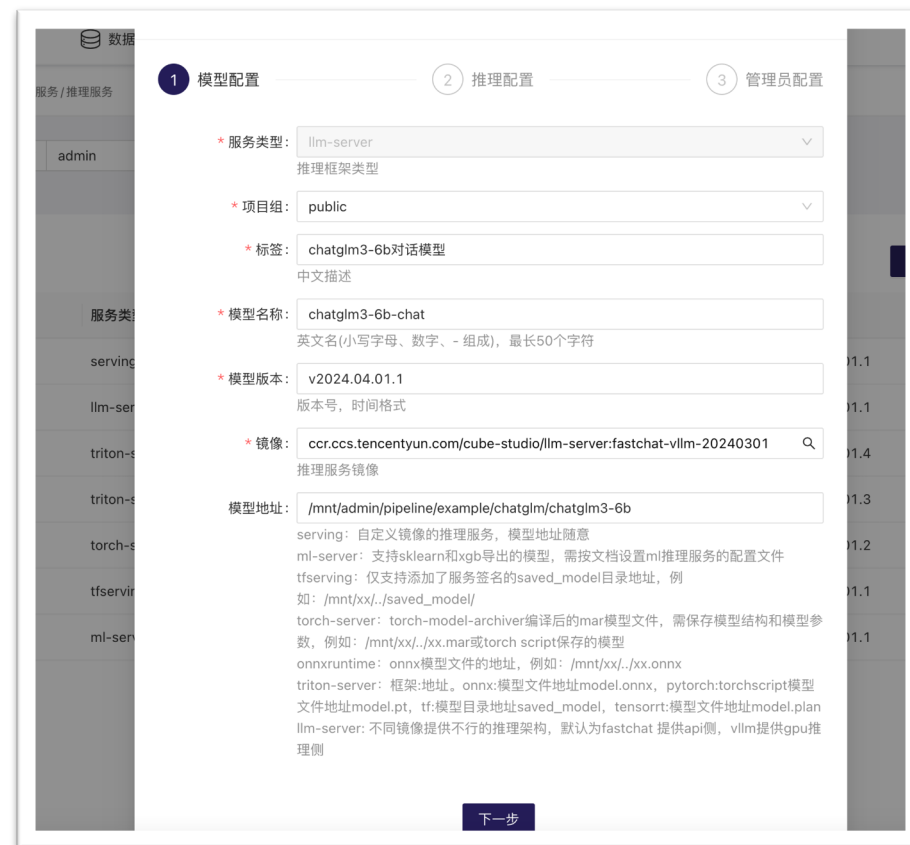 数据
1 模型配置
2 推理配置
3 管理员配置
服务/推理服务
* 服务类型: llm-server
推理框架类型
admin
* 项目组: public
* 标签: chatglm3-6b对话模型
中文描述
服务类
* 模型名称: chatglm3-6b-chat
英文名(小写字母、数字、- 组成)，最长50个字符
serving
01.1
* 模型版本: v2024.04.01.1
版本号，时间格式
llm-ser
01.1
* 镜像: ccr.ccs.tencentyun.com/cube-studio/llm-server:fastchat-vllm-20240301
推理服务镜像
triton-s
01.4
模型地址: /mnt/admin/pipeline/example/chatglm/chatglm3-6b
triton-s
01.3
serving：自定义镜像的推理服务，模型地址随意
torch-s
01.2
ml-server：支持sklearn和xgb导出的模型，需按文档设置ml推理服务的配置文件
tfserving：仅支持添加了服务签名的saved_model目录地址，例
如：/mnt/xx/../saved_model/
tfservin
01.1
torch-server：torch-model-archiver编译后的mar模型文件，需保存模型结构和模型参
数，例如：/mnt/xx/../xx.mar或torch script保存的模型
ml-serv
01.1
onnxruntime：onnx模型文件的地址，例如：/mnt/xx/../xx.onnx
triton-server：框架:地址。onnx:模型文件地址model.onnx，pytorch:torchscript模型
文件地址model.pt，tf:模型目录地址saved_model，tensorrt:模型文件地址model.plan
llm-server: 不同镜像提供不行的推理架构，默认为fastchat 提供api侧，vllm提供gpu推
理侧
下一步